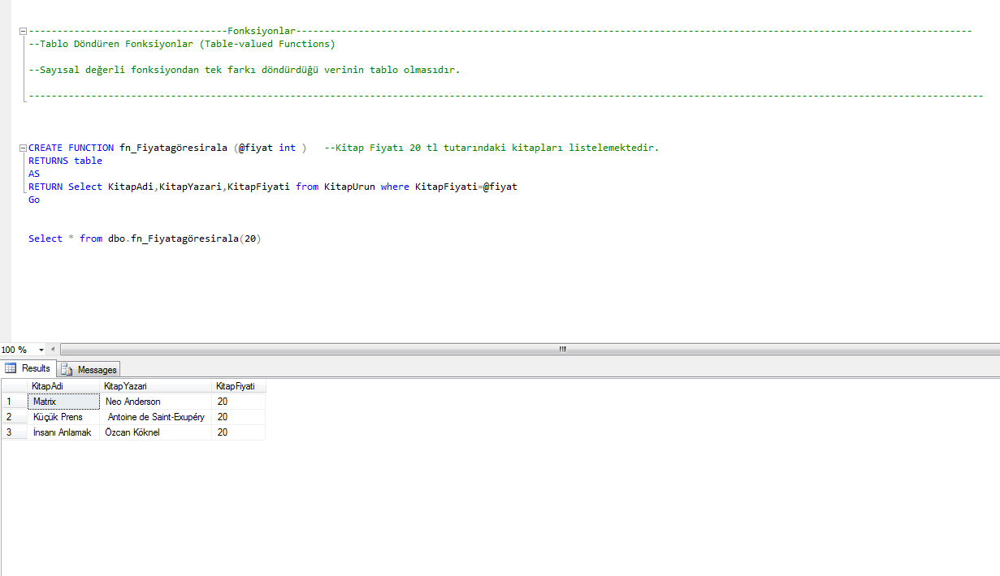 -----------------------------------Fonksiyonlar-----------------------------------------------------------------------------------------------------------------------
--Tablo Döndüren Fonksiyonlar (Table-valued Functions)
--Sayısal değerli fonksiyondan tek farkı döndürdüğü verinin tablo olmasıdır.
------------------------------------------------------------------------------------------------------------------------------------------------------------------------
CREATE FUNCTION fn_Fiyatagöresirala (@fiyat int )   --Kitap Fiyatı 20 tl tutarındaki kitapları listelemektedir.
RETURNS table
AS
RETURN Select KitapAdi,KitapYazari,KitapFiyati from KitapUrun where KitapFiyati=@fiyat
Go
Select * from dbo.fn_Fiyatagöresirala(20)
100 %
Results Messages
KitapAdi KitapYazari KitapFiyati
1 Matrix Neo Anderson 20
2 Küçük Prens Antoine de Saint-Exupéry 20
3 İnsanı Anlamak Özcan Köknel 20